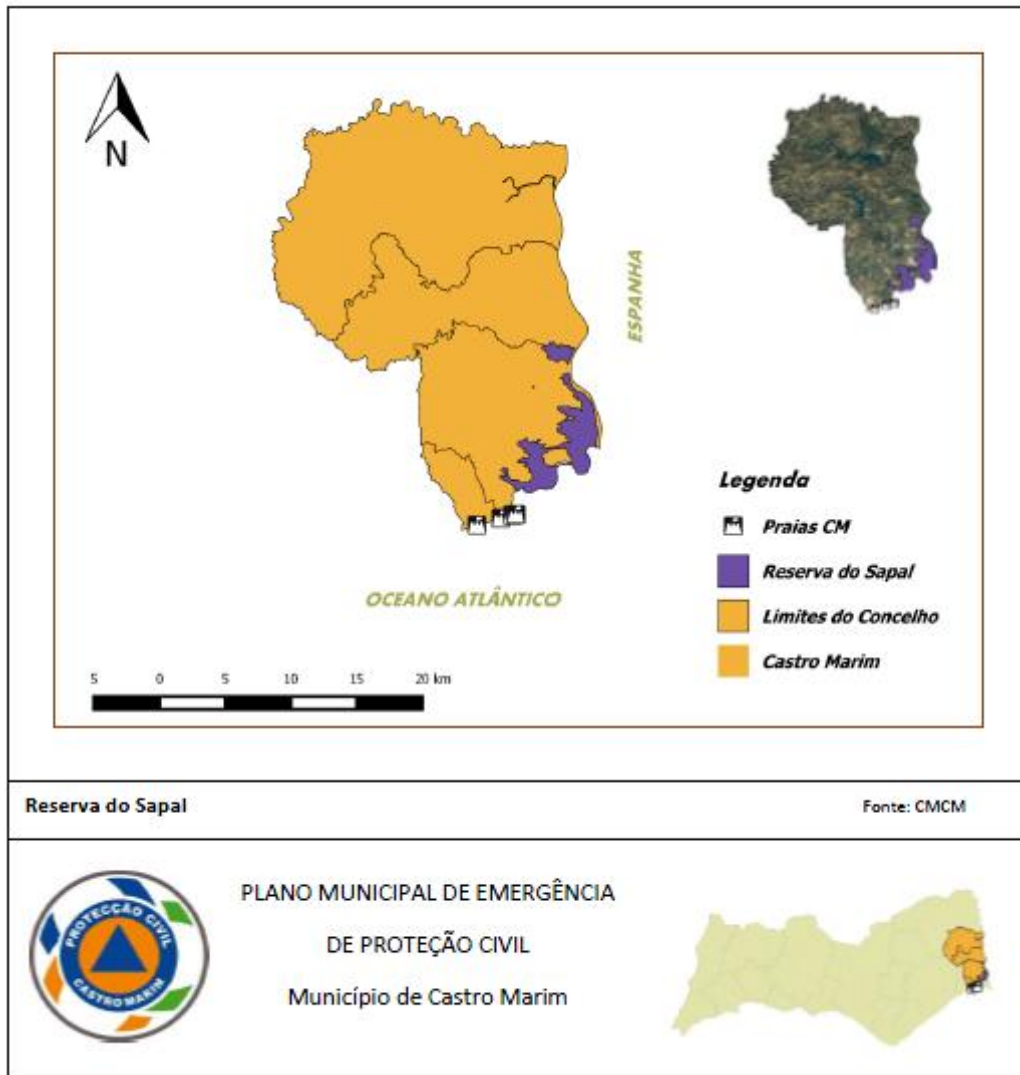 N
ESPANHA
OCEANO ATLÂNTICO
Legenda
Praias CM
Reserva do Sapal
Limites do Concelho
Castro Marim
5 0 5 10 15 20 km
Reserva do Sapal Fonte: CMCM
PROTECÇÃO CIVIL
CASTRO MARIM
PLANO MUNICIPAL DE EMERGÊNCIA
DE PROTEÇÃO CIVIL
Município de Castro Marim